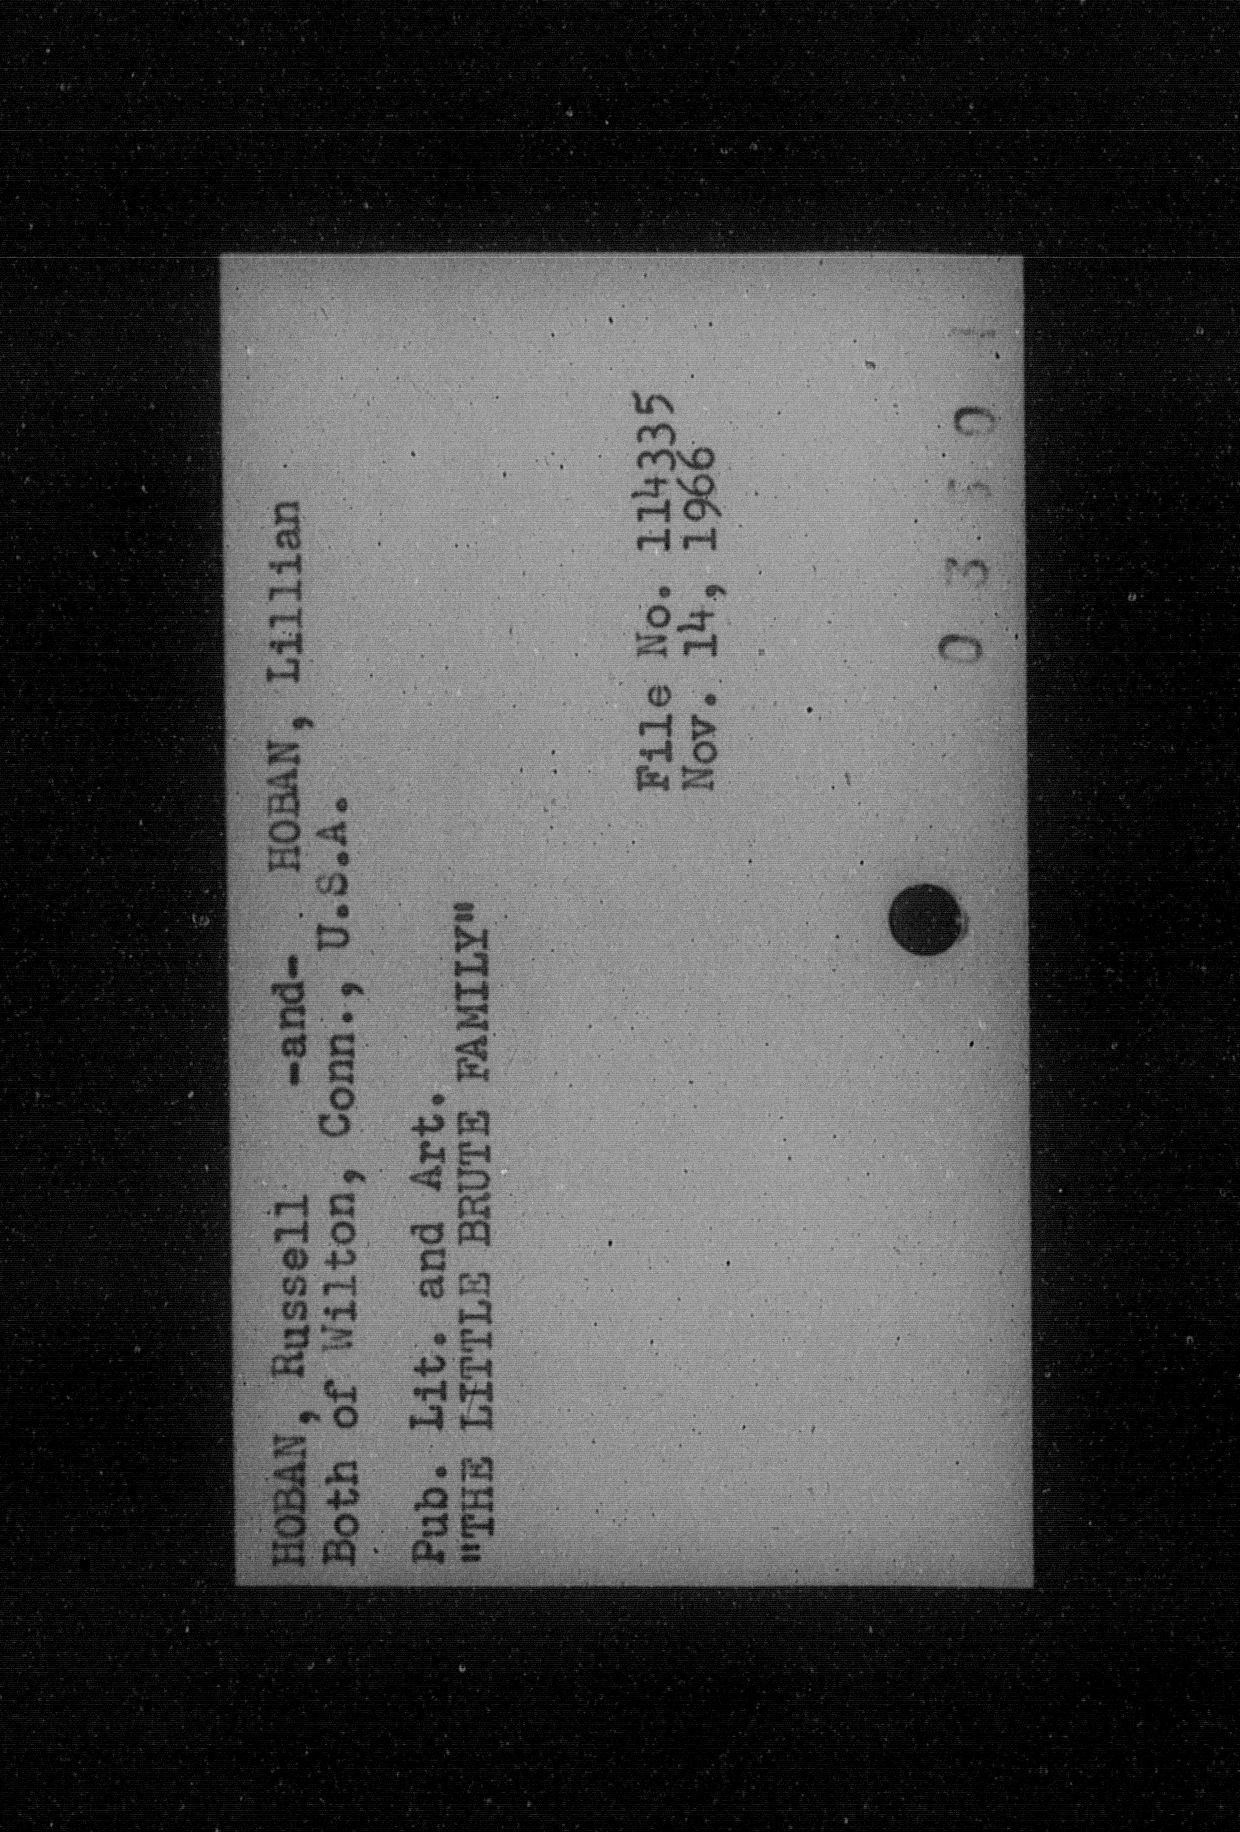 HOBAN, Russell -and- HOBAN, Lillian
Both of Wilton, Conn., U.S.A.
Pub. Lit. and Art.
"THE LITTLE BRUTE FAMILY"
File No. 114335
Nov. 14, 1966